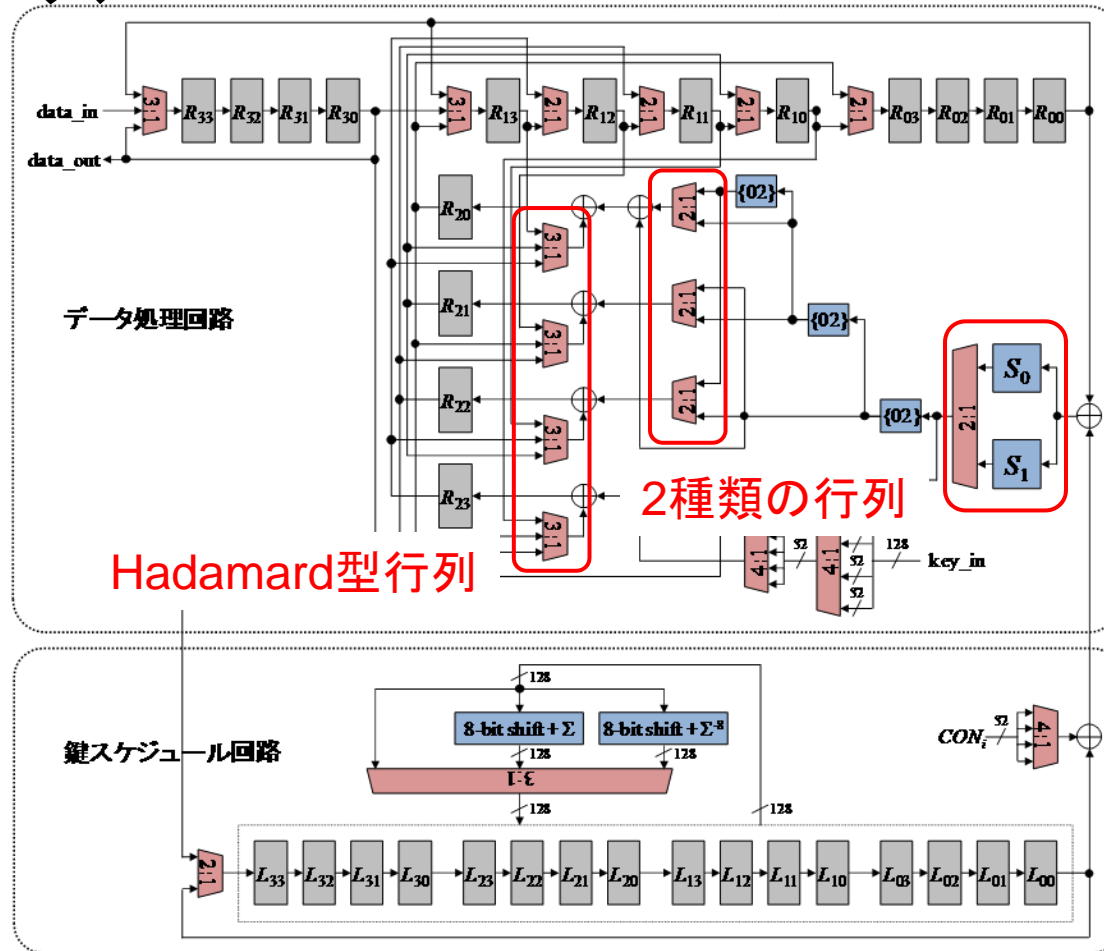 3:1
R33
R32
R31
R30
3:1
R13
2:1
R12
2:1
R11
2:1
R10
2:1
R03
R02
R01
R00
data_in
data_out
R20
3:1
2:1
{02}
データ処理回路
R21
3:1
2:1
{02}
R22
3:1
2:1
{02}
2:1
S0
S1
R23
3:1
2種類の行列
Hadamard型行列
4:1
52
4:1
52
52
128
key_in
鍵スケジュール回路
128
8-bit shift + Σ
8-bit shift + Σ-8
128
128
3:1
128
128
CONi
52
4:1
2:1
L33
L32
L31
L30
L23
L22
L21
L20
L13
L12
L11
L10
L03
L02
L01
L00